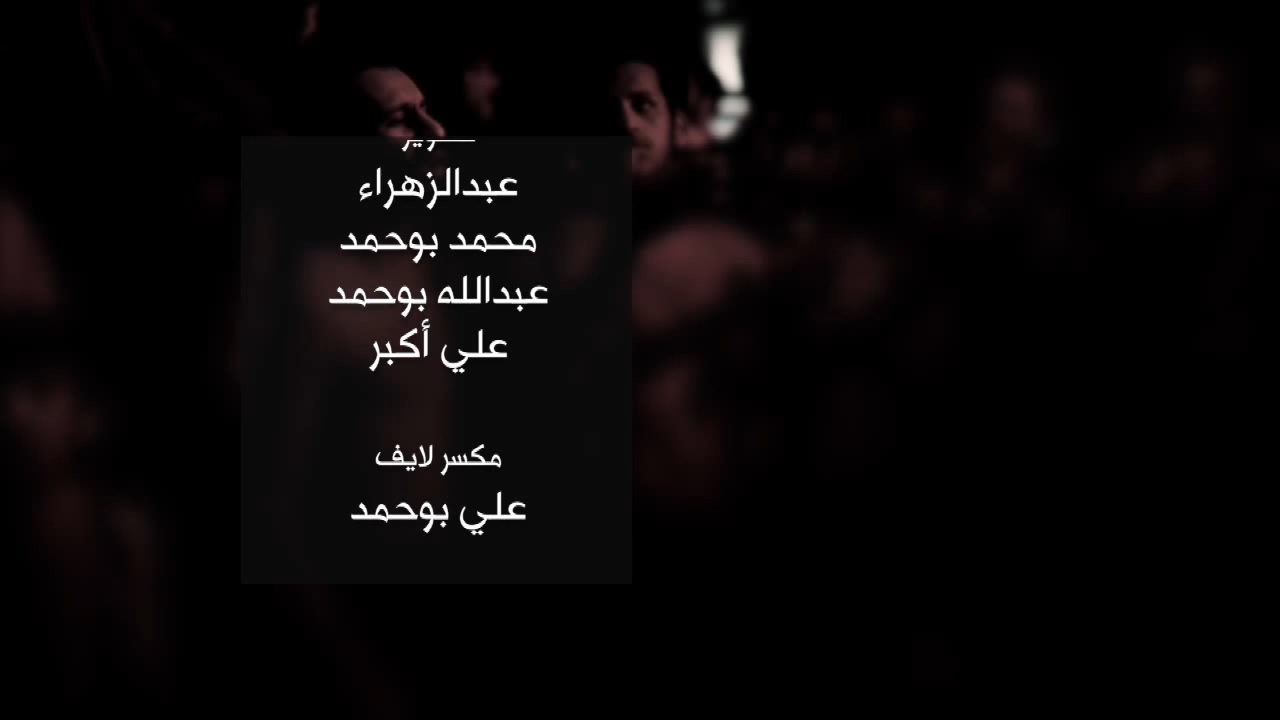 عبدالزهراء
محمد بوحمد
عبدالله بوحمد
علي أكبر
مكسر لايف
علي بوحمد